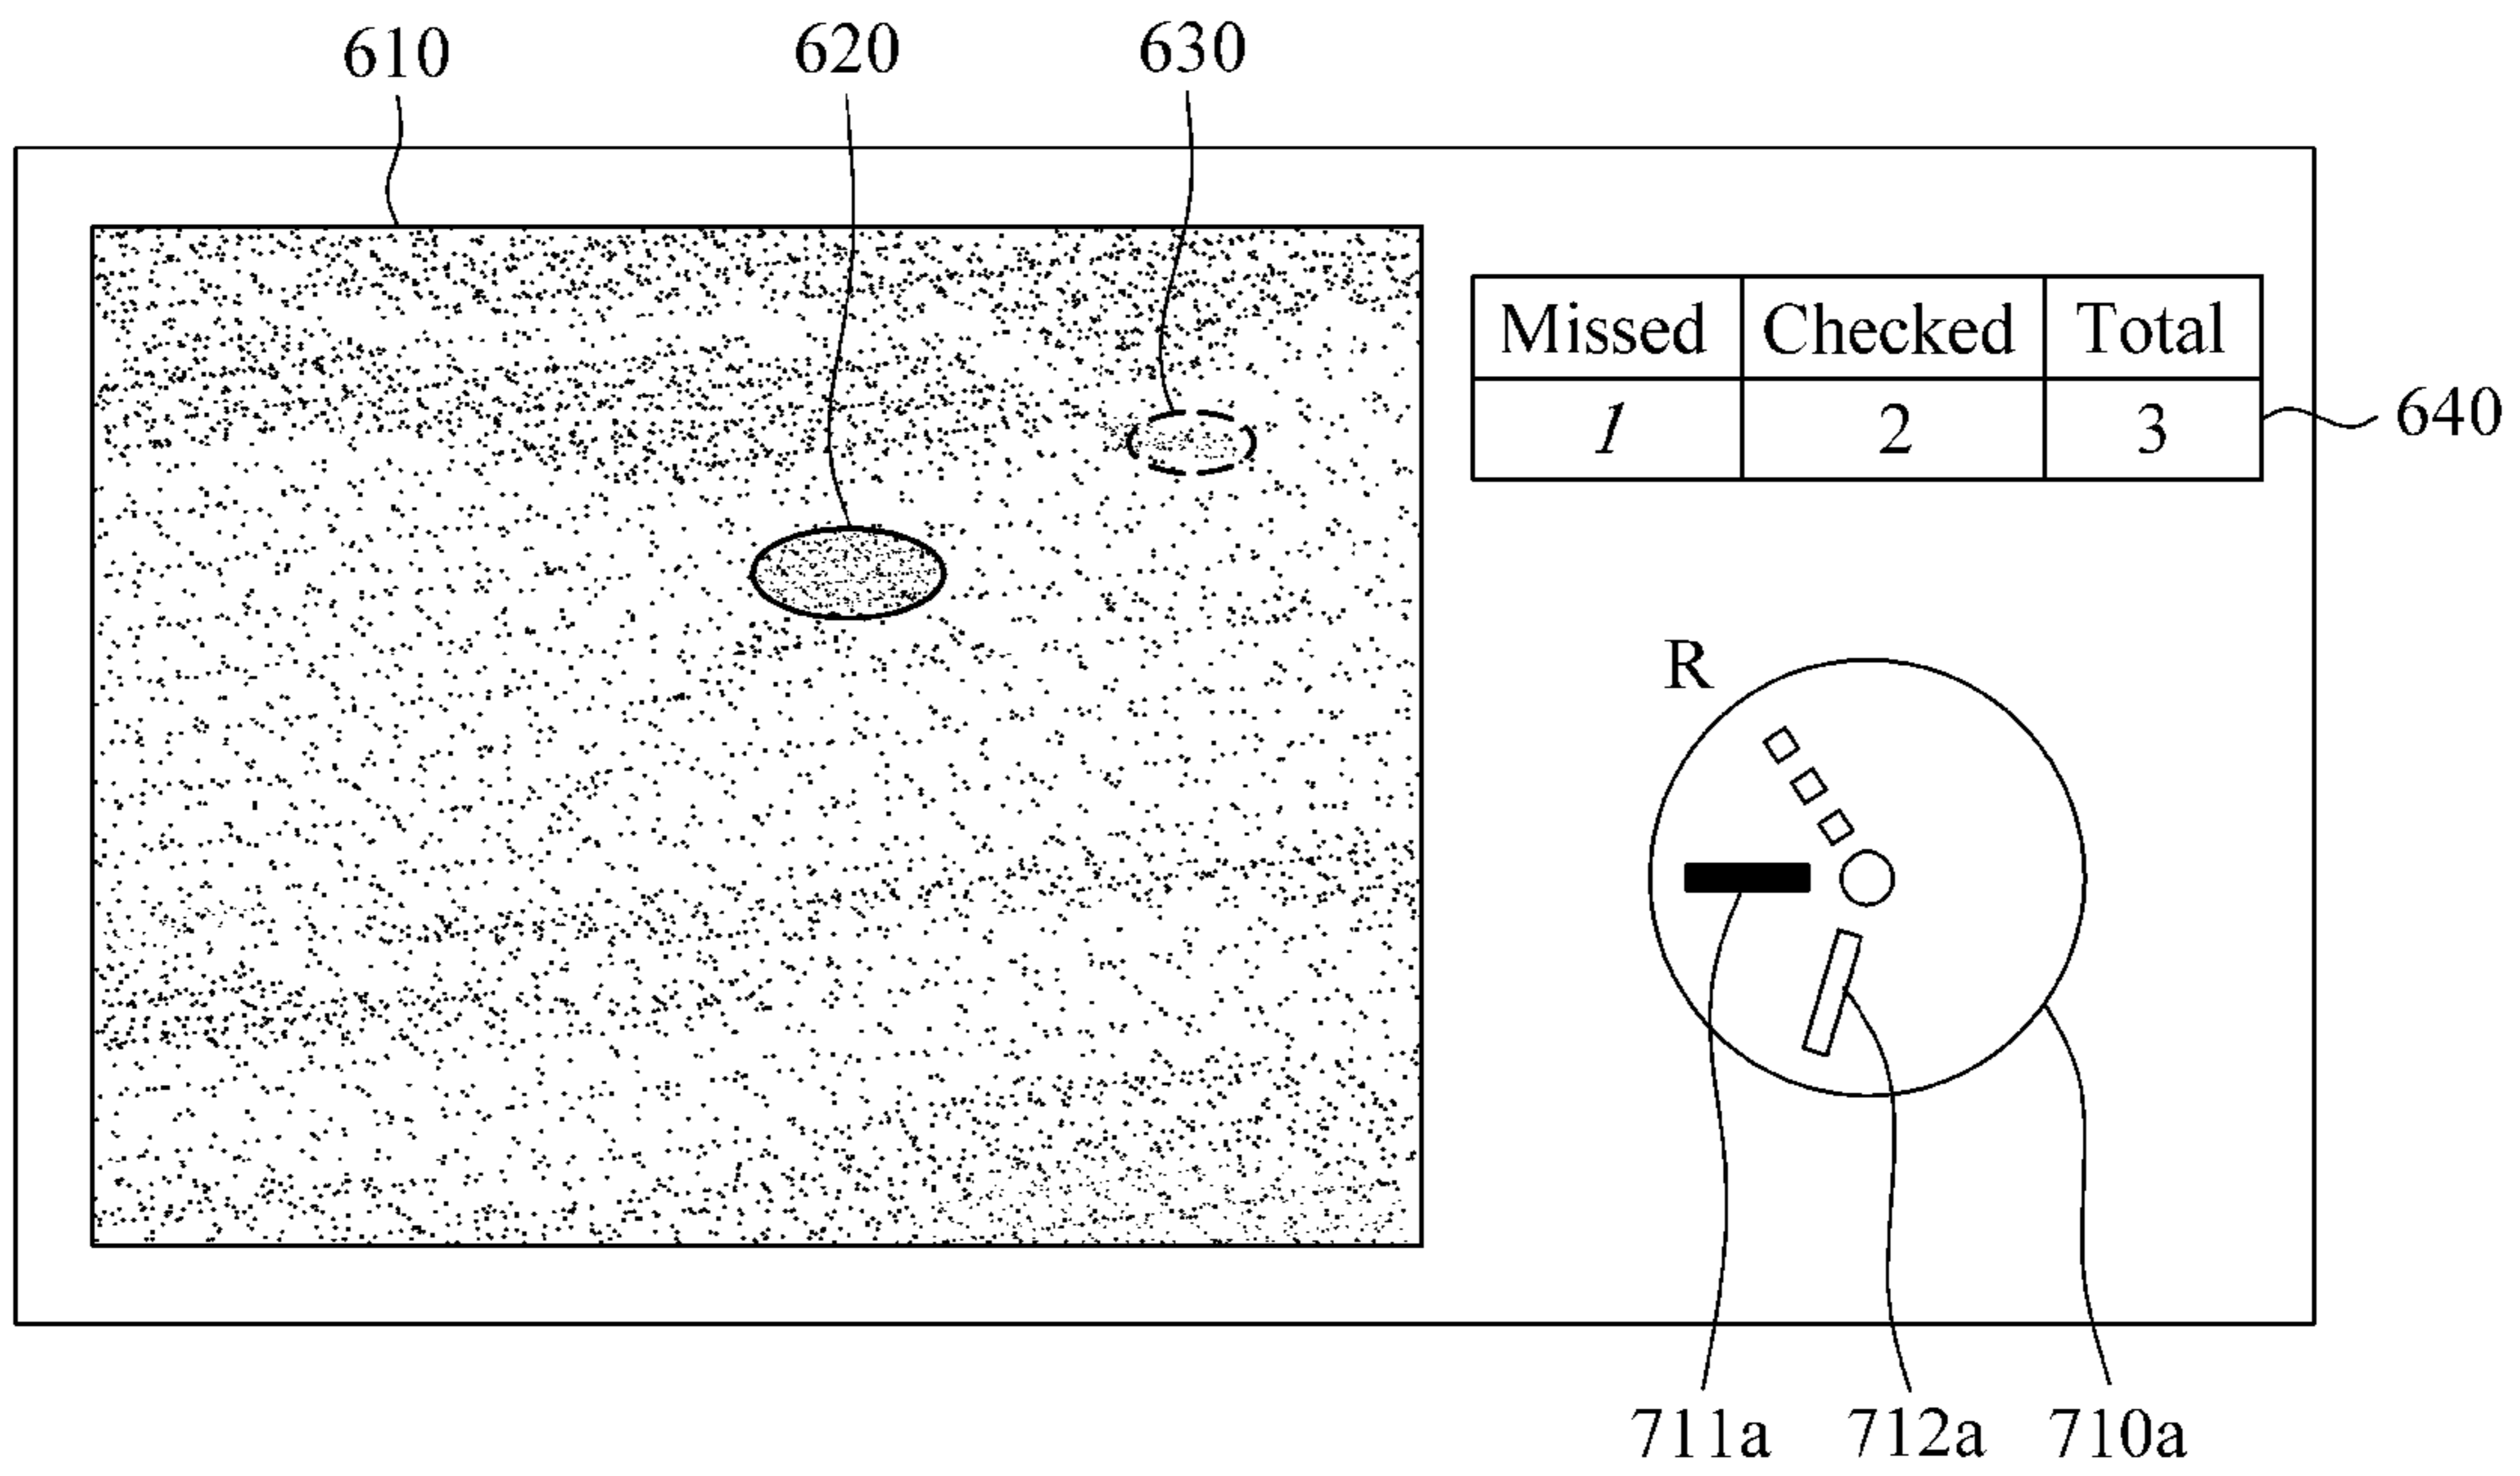 610 620 630
Missed Checked Total
1 2 3
640
R
711a 712a 710a